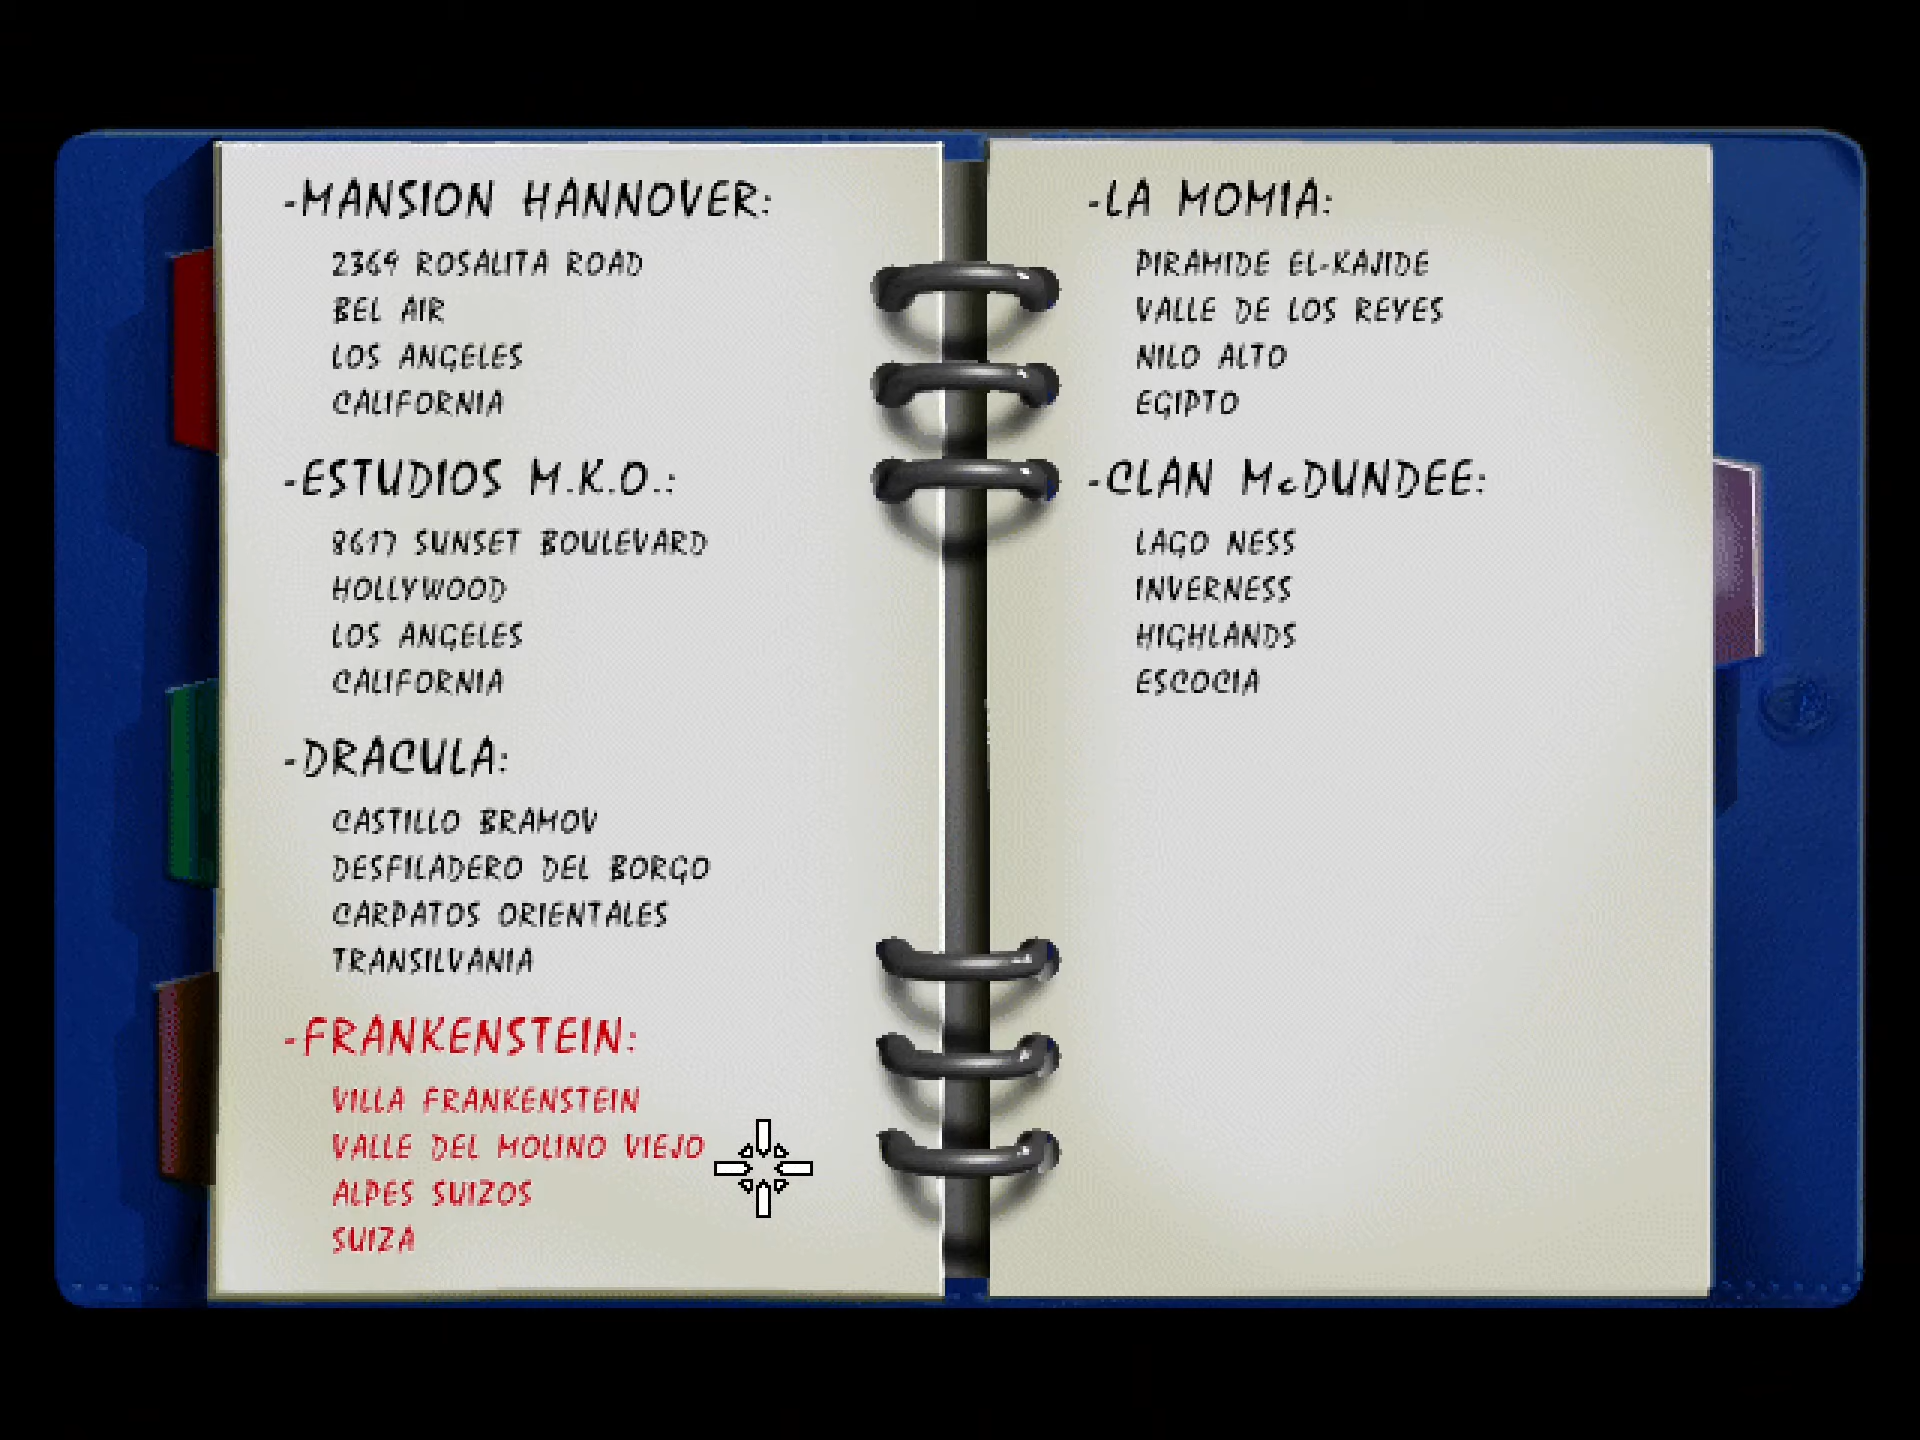 -MANSION HANNOVER:
2369 ROSALITA ROAD
BEL AIR
LOS ANGELES
CALIFORNIA
-ESTUDIOS M.K.O.:
8617 SUNSET BOULEVARD
HOLLYWOOD
LOS ANGELES
CALIFORNIA
-DRACULA:
CASTILLO BRAMOV
DESFILADERO DEL BORGO
CARPATOS ORIENTALES
TRANSILVANIA
-FRANKENSTEIN:
VILLA FRANKENSTEIN
VALLE DEL MOLINO VIEJO
ALPES SUIZOS
SUIZA
-LA MOMIA:
PIRAMIDE EL-KAJIDE
VALLE DE LOS REYES
NILO ALTO
EGIPTO
-CLAN McDUNDEE:
LAGO NESS
INVERNESS
HIGHLANDS
ESCOCIA